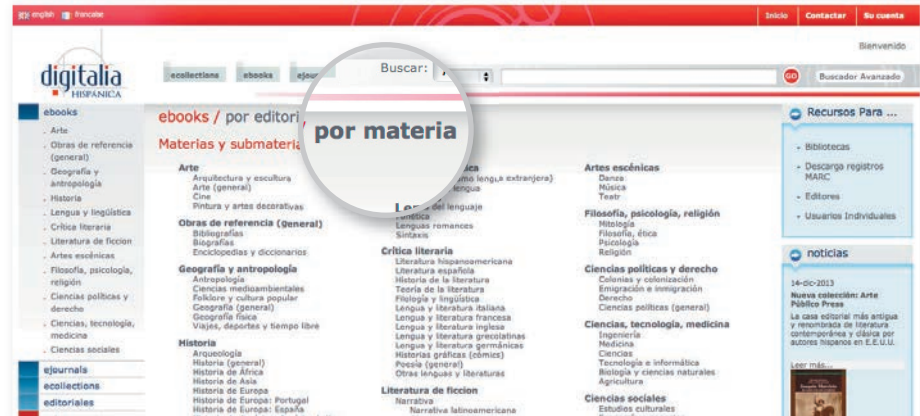 english francaise
Inicio Contactar Su cuenta
Bienvenido
digitalia
HISPÁNICA
ecollections ebooks ejour
Buscar:
GO Buscador Avanzado
ebooks
. Arte
. Obras de referencia
(general)
. Geografía y
antropología
. Historia
. Lengua y lingüística
. Crítica literaria
. Literatura de ficcion
. Artes escénicas
. Filosofía, psicología,
religión
. Ciencias políticas y
derecho
. Ciencias, tecnología,
medicina
. Ciencias sociales
ejournals
ecollections
editoriales
ebooks / por editori
por materia
Materias y submateria
Arte
Arquitectura y escultura
Arte (general)
Cine
Pintura y artes decorativas
Obras de referencia (general)
Bibliografías
Biografías
Enciclopedias y diccionarios
Geografía y antropología
Antropología
Ciencias medioambientales
Folklore y cultura popular
Geografía (general)
Geografía física
Viajes, deportes y tiempo libre
Historia
Arqueología
Historia (general)
Historia de África
Historia de Asia
Historia de Europa
Historia de Europa: Portugal
Historia de Europa: España
extranjera)
lengua
del lenguaje
Fonética
Lenguas romances
Sintaxis
Crítica literaria
Literatura hispanoamericana
Literatura española
Historia de la literatura
Teoría de la literatura
Filología y lingüística
Lengua y literatura italiana
Lengua y literatura francesa
Lengua y literatura inglesa
Lengua y literatura grecolatinas
Lengua y literatura germánicas
Historias gráficas (cómics)
Poesía (general)
Otras lenguas y literaturas
Literatura de ficcion
Narrativa
Narrativa latinoamericana
Artes escénicas
Danza
Música
Teatr
Filosofía, psicología, religión
Mitología
Filosofía, ética
Psicología
Religión
Ciencias políticas y derecho
Colonias y colonización
Emigración e inmigración
Derecho
Ciencias políticas (general)
Ciencias, tecnología, medicina
Ingeniería
Medicina
Ciencias
Tecnología e informática
Biología y ciencias naturales
Agricultura
Ciencias sociales
Estudios culturales
Recursos Para ...
Bibliotecas
Descarga registros
MARC
Editores
Usuarios Individuales
noticias
14-dic-2013
Nueva colección: Arte
Público Press
La casa editorial más antigua
y renombrada de literatura
contemporánea y clásica por
autores hispanos en E.E.U.U.
Leer más...